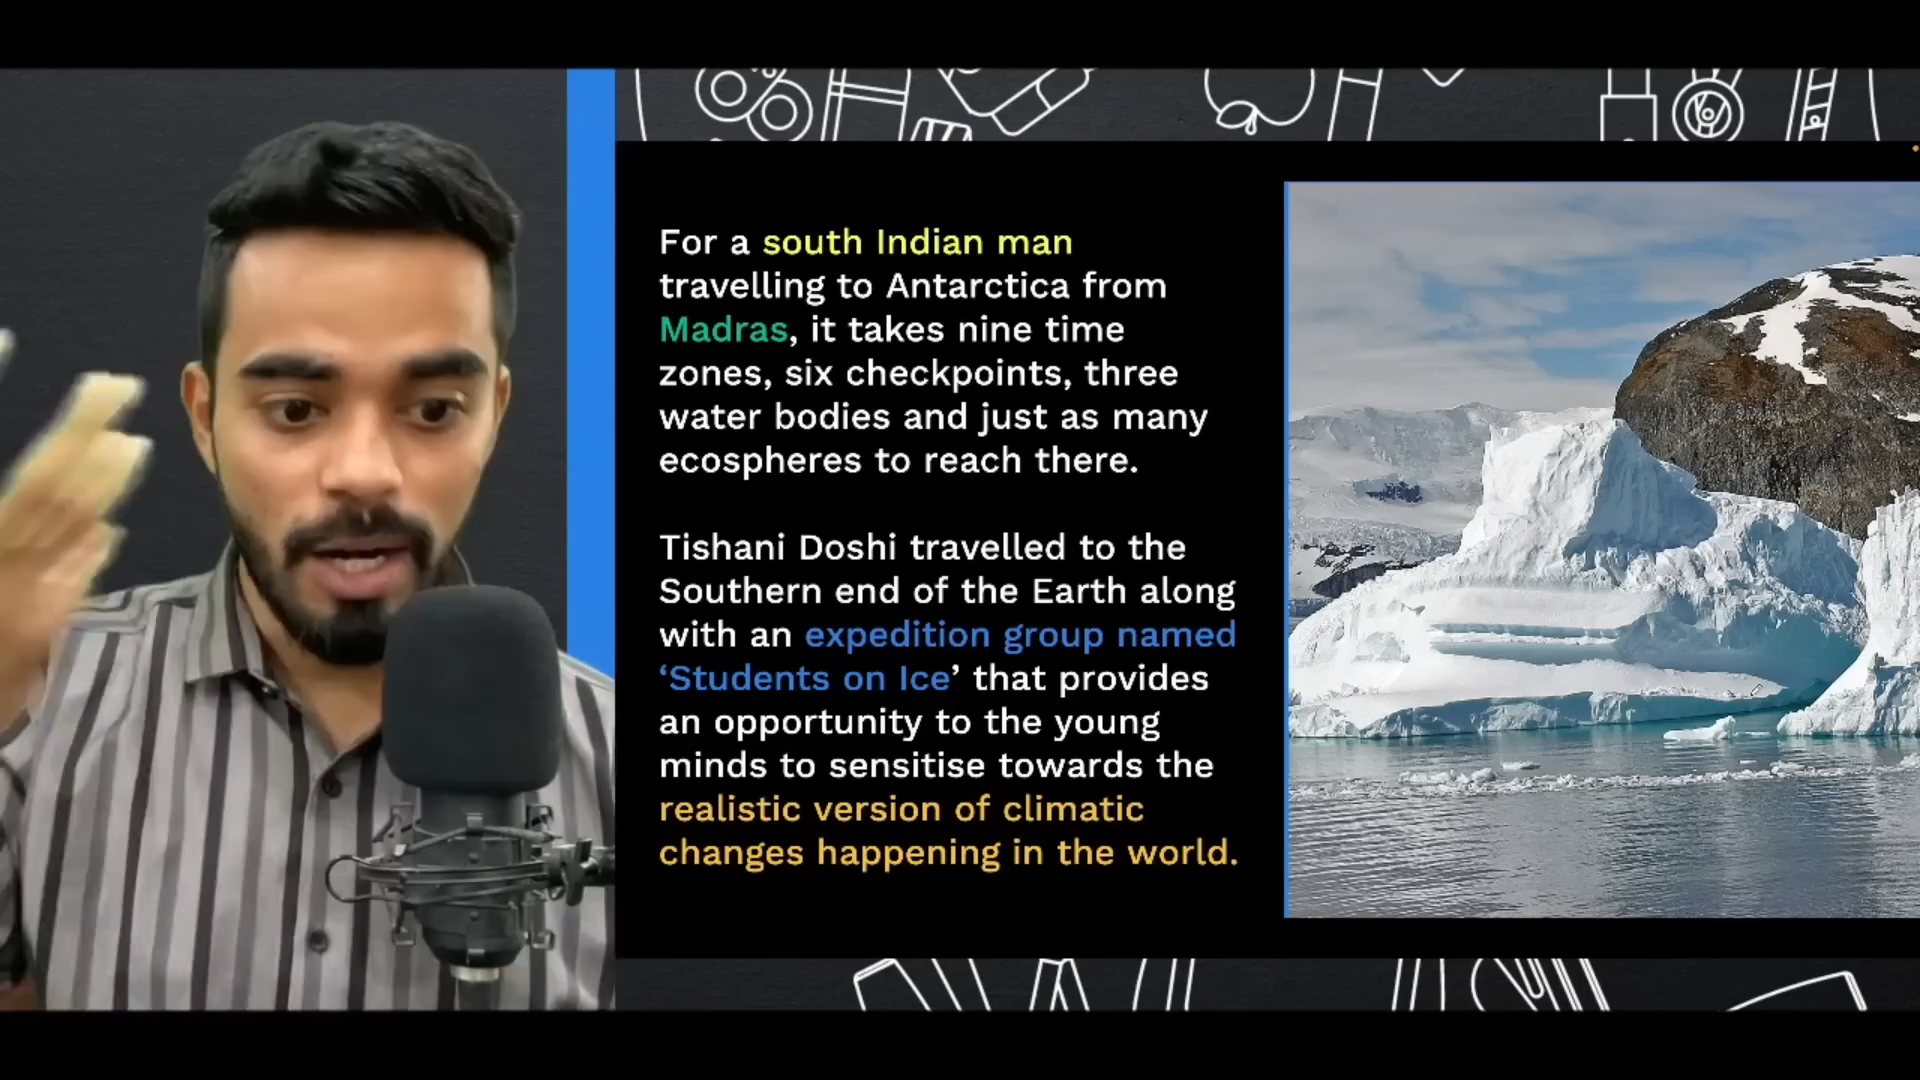 For a south Indian man
travelling to Antarctica from
Madras, it takes nine time
zones, six checkpoints, three
water bodies and just as many
ecospheres to reach there.
Tishani Doshi travelled to the
Southern end of the Earth along
with an expedition group named
‘Students on Ice’ that provides
an opportunity to the young
minds to sensitise towards the
realistic version of climatic
changes happening in the world.